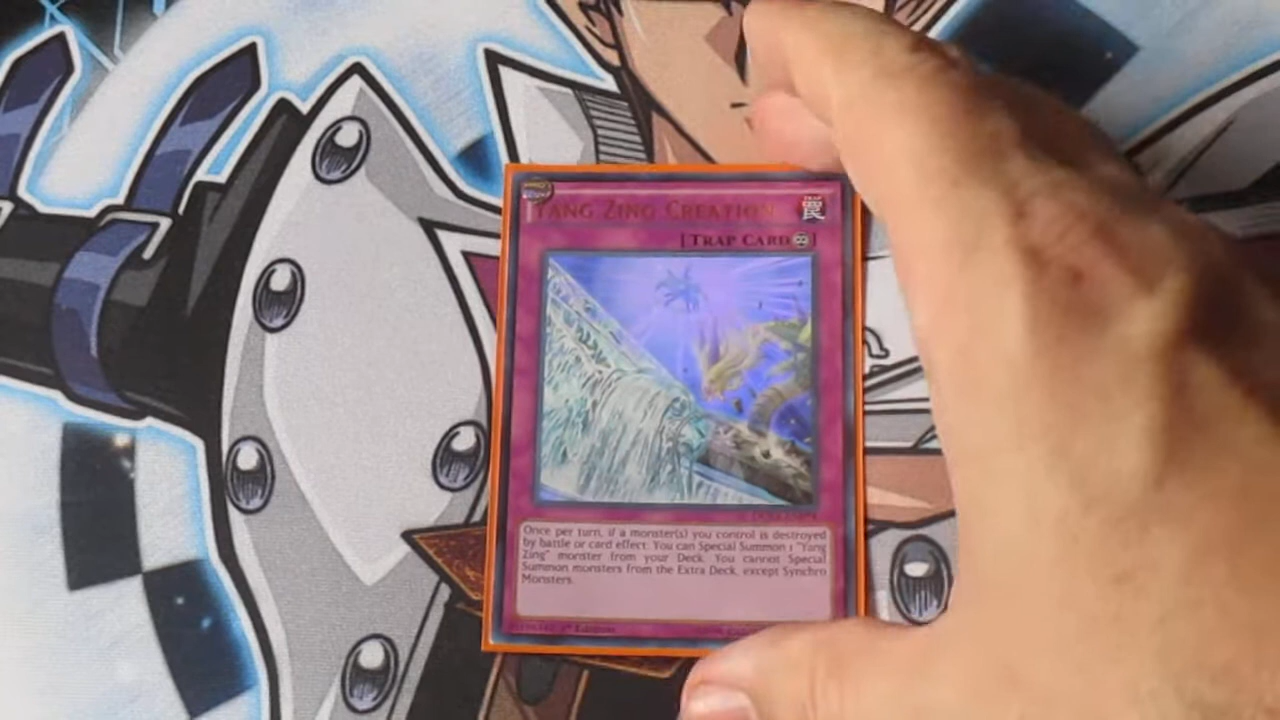 YANG ZING CREATION
TRAP
罠
[TRAP CARD
Once per turn, if a monster(s) you control is destroyed
by battle or card effect: You can Special Summon 1 "Yang
Zing" monster from your Deck. You cannot Special
Summon monsters from the Extra Deck, except Synchro
Monsters.
1st Edition